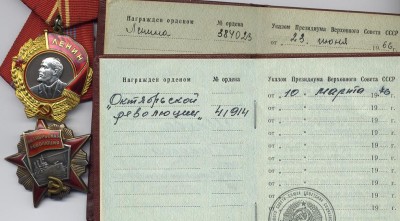 ЛЕНИН
Награжден орденом № ордена Указом Президиума Верховного Совета СССР
Ленина 384023 от 23 июня 1966 г.
Награжден орденом № ордена Указом Президиума Верховного Совета СССР
"Октябрьской от 10 марта
революции" 41914 от 19 г.
от 19 г.
от 19 г.
от 19 г.
от 19 г.
от 19 г.